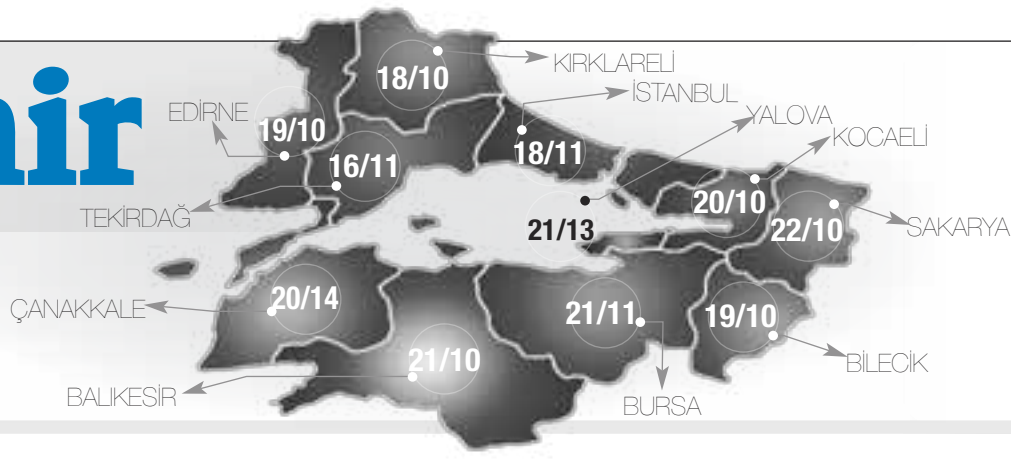 nir
KIRKLARELİ
18/10
İSTANBUL
EDİRNE
19/10
YALOVA
KOCAELİ
18/11
16/11
20/10
TEKİRDAĞ
21/13
22/10
SAKARYA
ÇANAKKALE
20/14
21/11
19/10
21/10
BİLECİK
BALIKESİR
BURSA